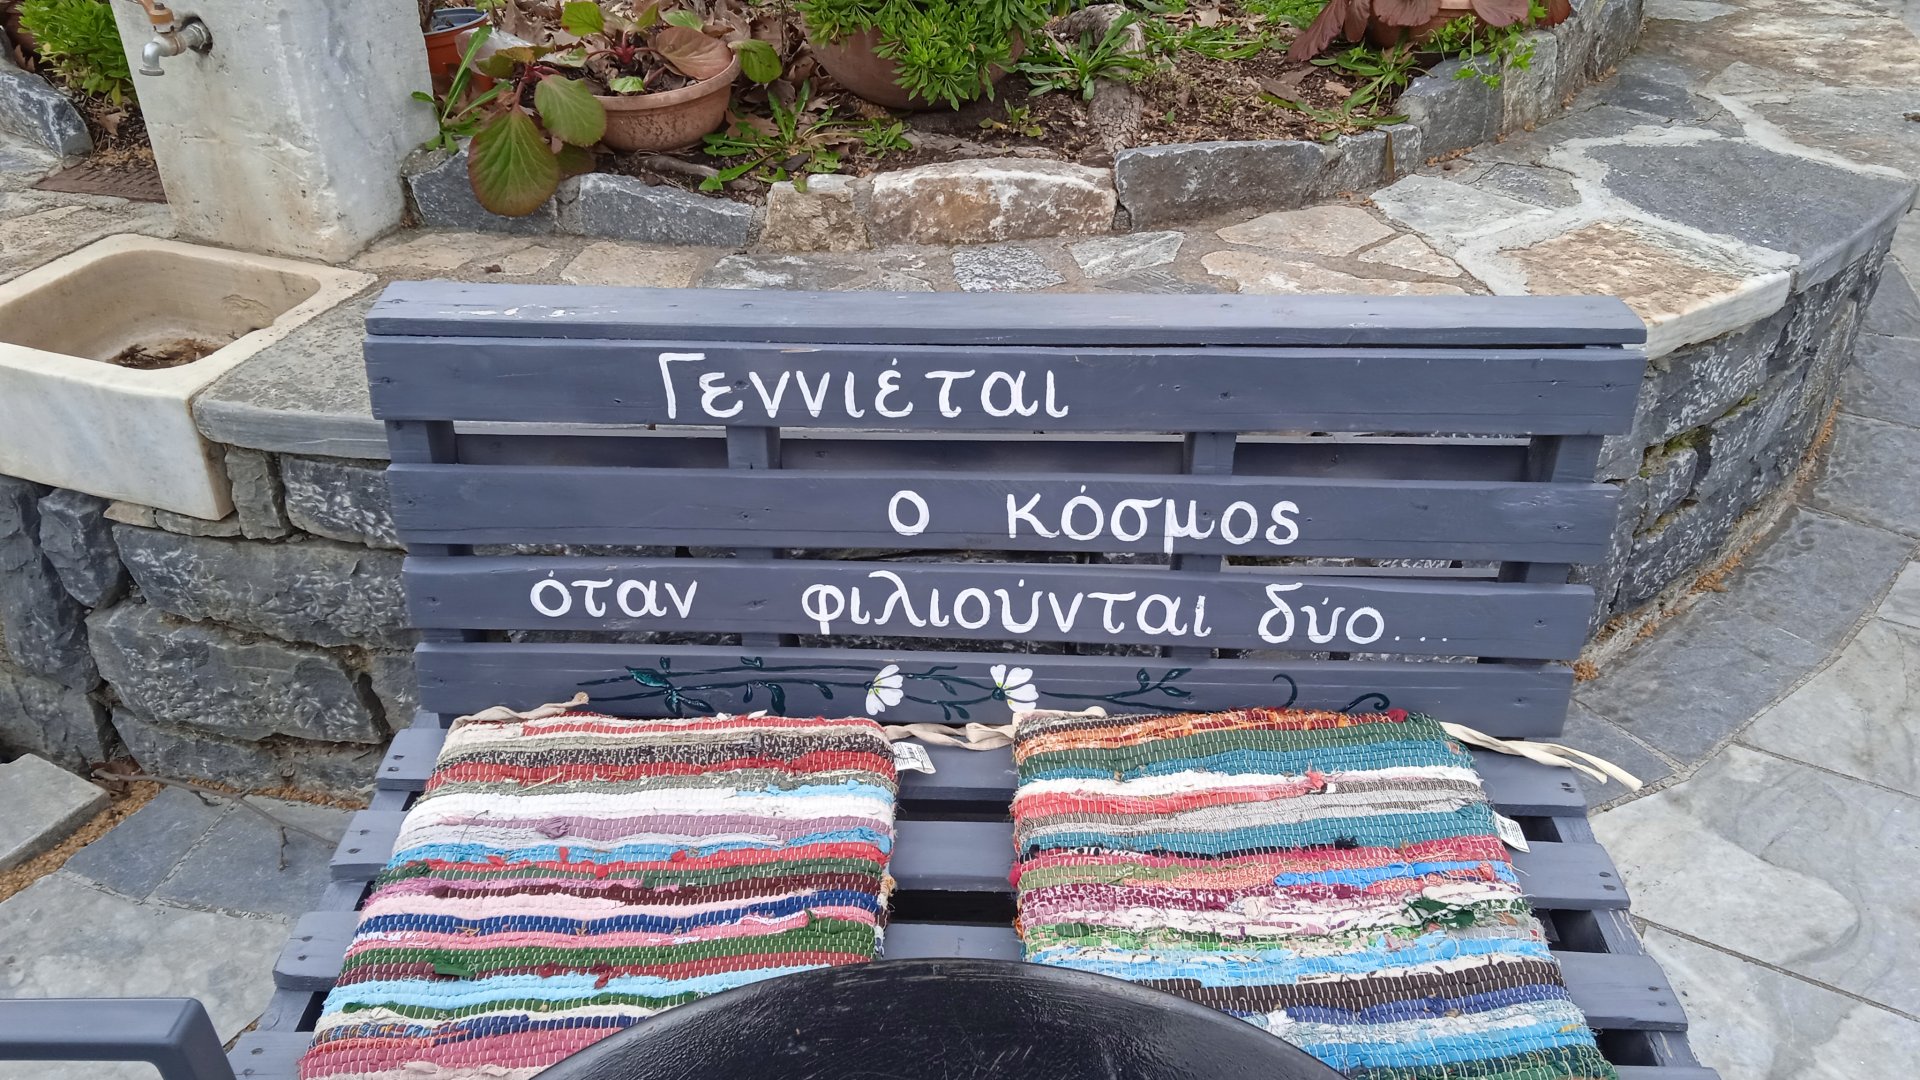 Γεννιέται
ο κόσμος
όταν φιλιούνται δύο...